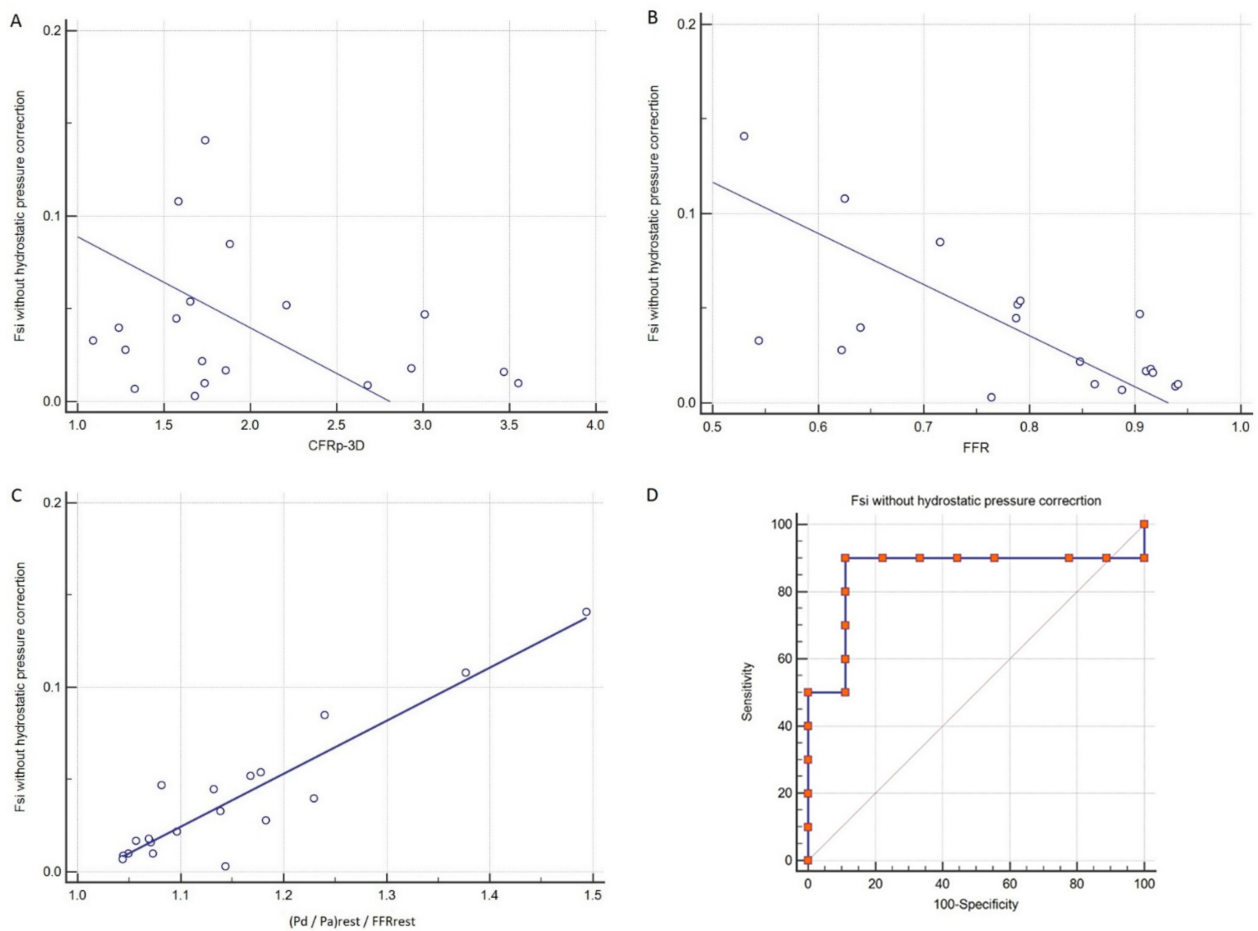 A
0.2
0.1
0.0
Fsi without hydrostatic pressure correcrtion
1.0 1.5 2.0 2.5 3.0 3.5 4.0
CFRp-3D
B
0.2
0.1
0.0
Fsi without hydrostatic pressure correcrtion
0.5 0.6 0.7 0.8 0.9 1.0
FFR
C
0.2
0.1
0.0
Fsi without hydrostatic pressure correcrtion
1.0 1.1 1.2 1.3 1.4 1.5
(Pd / Pa)rest / FFRrest
D
Fsi without hydrostatic pressure correcrtion
100
80
60
40
20
0
Sensitivity
0 20 40 60 80 100
100-Specificity